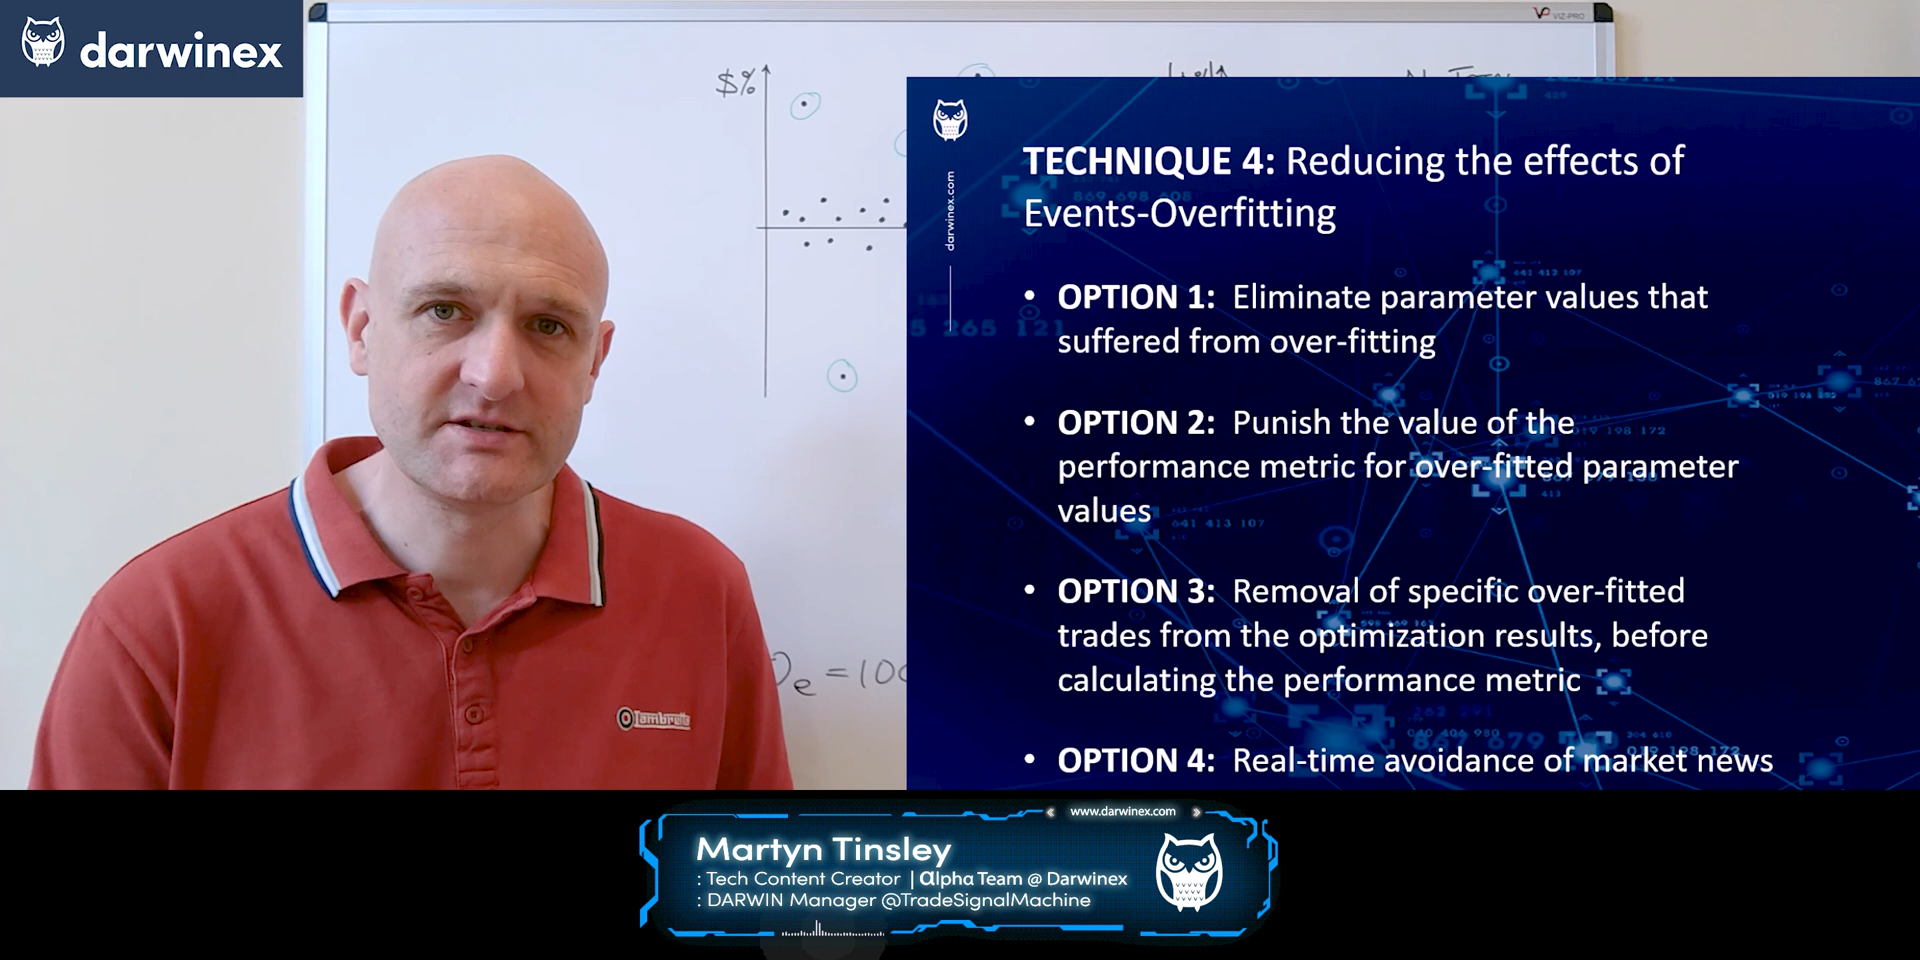 darwinex
VIZ-PRO
$%
darwinex.com
TECHNIQUE 4: Reducing the effects of
Events-Overfitting
• OPTION 1: Eliminate parameter values that
suffered from over-fitting
• OPTION 2: Punish the value of the
performance metric for over-fitted parameter
values
• OPTION 3: Removal of specific over-fitted
trades from the optimization results, before
calculating the performance metric
• OPTION 4: Real-time avoidance of market news
Lambretta
www.darwinex.com
Martyn Tinsley
: Tech Content Creator | αlpha Team @ Darwinex
: DARWIN Manager @TradeSignalMachine